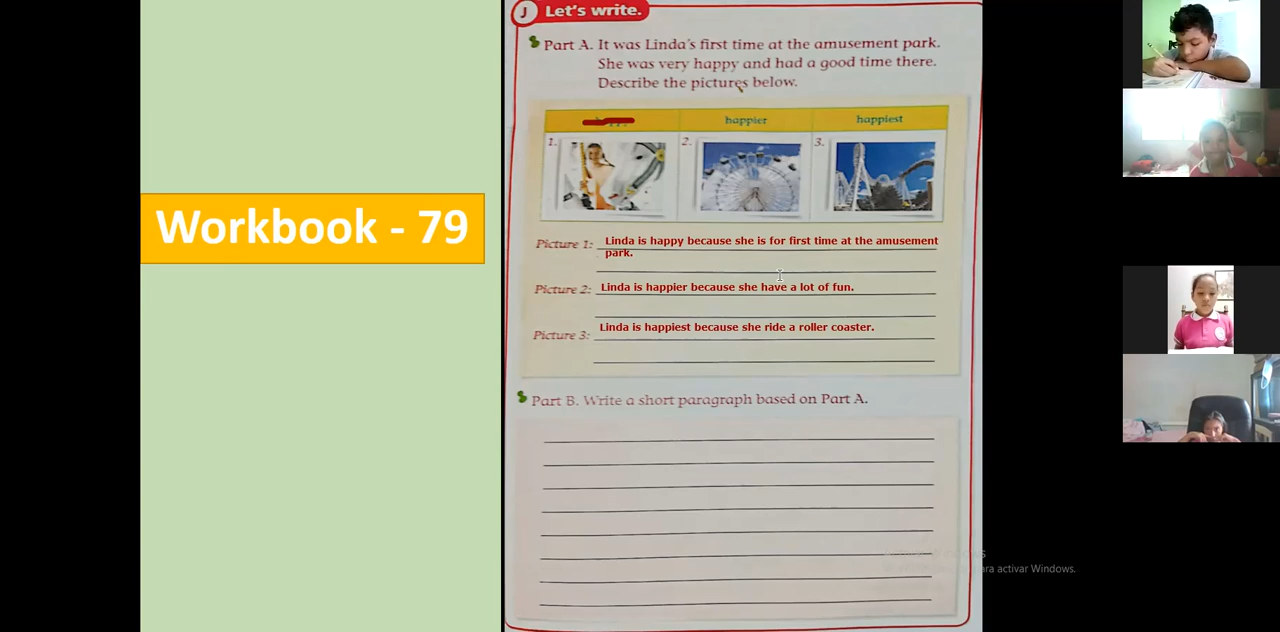 J Let's write.
Part A. It was Linda's first time at the amusement park.
She was very happy and had a good time there.
Describe the pictures below.
happier happiest
1. 2. 3.
Picture 1: Linda is happy because she is for first time at the amusement
park.
Workbook - 79
Picture 2: Linda is happier because she have a lot of fun.
Picture 3: Linda is happiest because she ride a roller coaster.
Part B. Write a short paragraph based on Part A.
ara activar Windows.